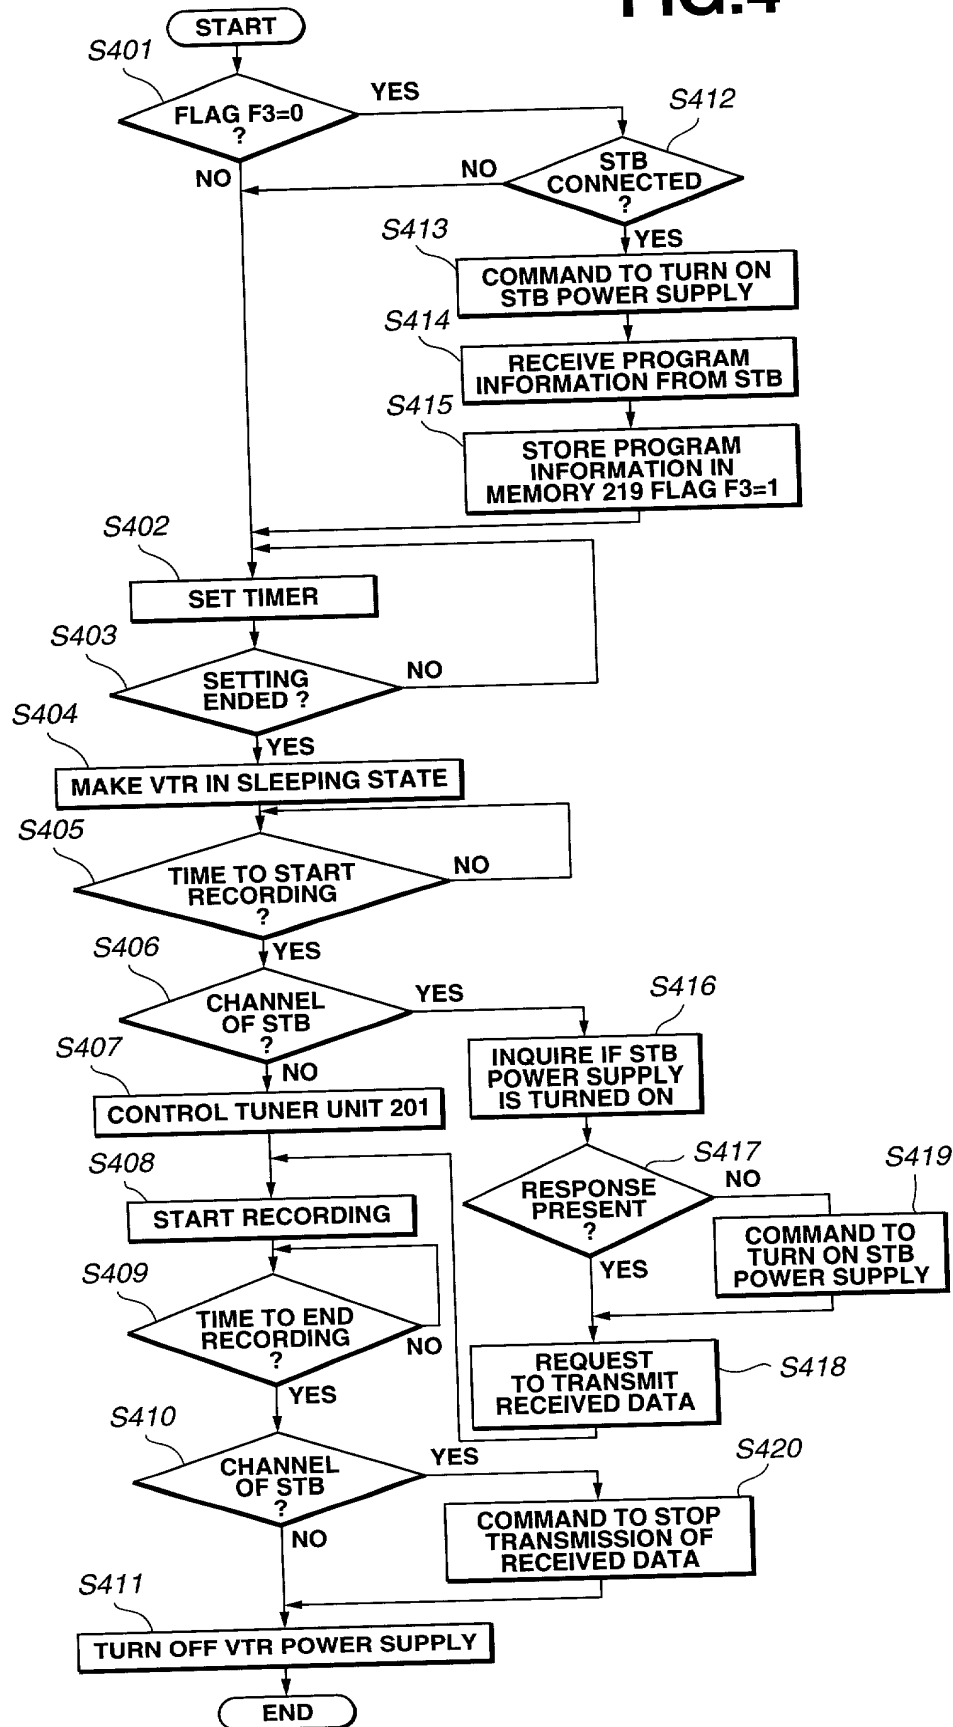 FIG.4
START
S401
FLAG F3=0
?
YES
NO
S412
STB
CONNECTED
?
NO
YES
S413
COMMAND TO TURN ON
STB POWER SUPPLY
S414
RECEIVE PROGRAM
INFORMATION FROM STB
S415
STORE PROGRAM
INFORMATION IN
MEMORY 219 FLAG F3=1
S402
SET TIMER
S403
SETTING
ENDED ?
NO
YES
S404
MAKE VTR IN SLEEPING STATE
S405
TIME TO START
RECORDING
?
NO
YES
S406
CHANNEL
OF STB
?
YES
NO
S416
INQUIRE IF STB
POWER SUPPLY
IS TURNED ON
S407
CONTROL TUNER UNIT 201
S417
RESPONSE
PRESENT
?
NO
YES
S419
COMMAND TO
TURN ON STB
POWER SUPPLY
S408
START RECORDING
S409
TIME TO END
RECORDING
?
NO
YES
S418
REQUEST
TO TRANSMIT
RECEIVED DATA
S410
CHANNEL
OF STB
?
YES
NO
S420
COMMAND TO STOP
TRANSMISSION OF
RECEIVED DATA
S411
TURN OFF VTR POWER SUPPLY
END